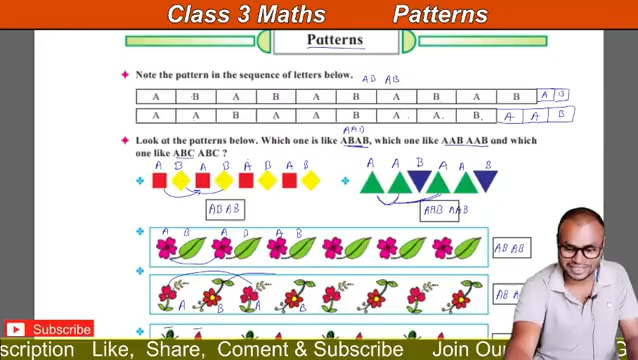 Class 3 Maths Patterns
Patterns
Note the pattern in the sequence of letters below. AB AB
A B A B A B A B A B A B
A A B A A B A A B A A B
AAB
Look at the patterns below. Which one is like ABAB, which one like AAB AAB and which
one like ABC ABC ?
A B A B A B A B A A B A A B
AB AB AAB AAB
A B A B A B
AB AB
A B A B
AB A
Subscribe
scription Like, Share, Coment & Subscribe Join Our G